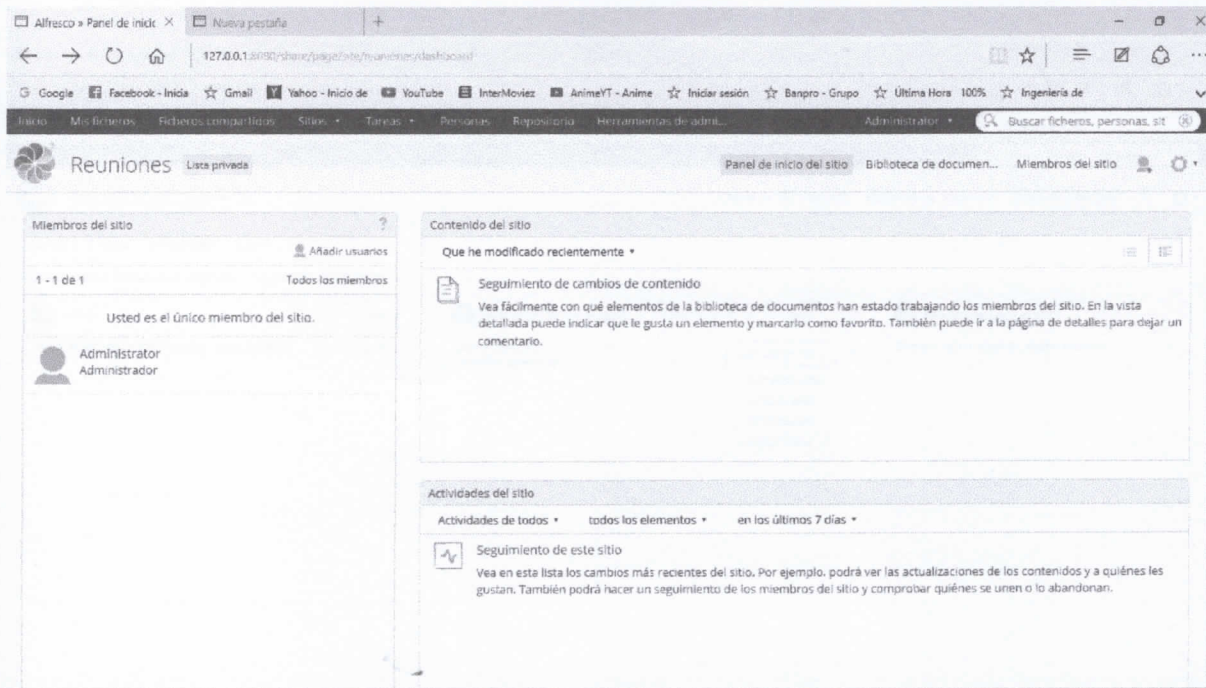 Alfresco » Panel de inicic × Nueva pestaña +
127.0.0.1:8080/share/page/site/reuniones/dashboard
Google Facebook - Inicia Gmail Yahoo - Inicio de YouTube InterMoviez AnimeYT - Anime Iniciar sesión Banpro - Grupo Última Hora 100% Ingeniería de
Inicio Mis ficheros Ficheros compartidos Sitios Tareas Personas Repositorio Herramientas de admi... Administrator Buscar ficheros, personas, sit
Reuniones Lista privada Panel de inicio del sitio Biblioteca de documen... Miembros del sitio
Miembros del sitio ?
Añadir usuarios
1 - 1 de 1 Todos los miembros
Usted es el único miembro del sitio.
Administrator
Administrador
Contenido del sitio
Que he modificado recientemente
Seguimiento de cambios de contenido
Vea fácilmente con qué elementos de la biblioteca de documentos han estado trabajando los miembros del sitio. En la vista
detallada puede indicar que le gusta un elemento y marcarlo como favorito. También puede ir a la página de detalles para dejar un
comentario.
Actividades del sitio
Actividades de todos todos los elementos en los últimos 7 días
Seguimiento de este sitio
Vea en esta lista los cambios más recientes del sitio. Por ejemplo, podrá ver las actualizaciones de los contenidos y a quiénes les
gustan. También podrá hacer un seguimiento de los miembros del sitio y comprobar quiénes se unen o lo abandonan.